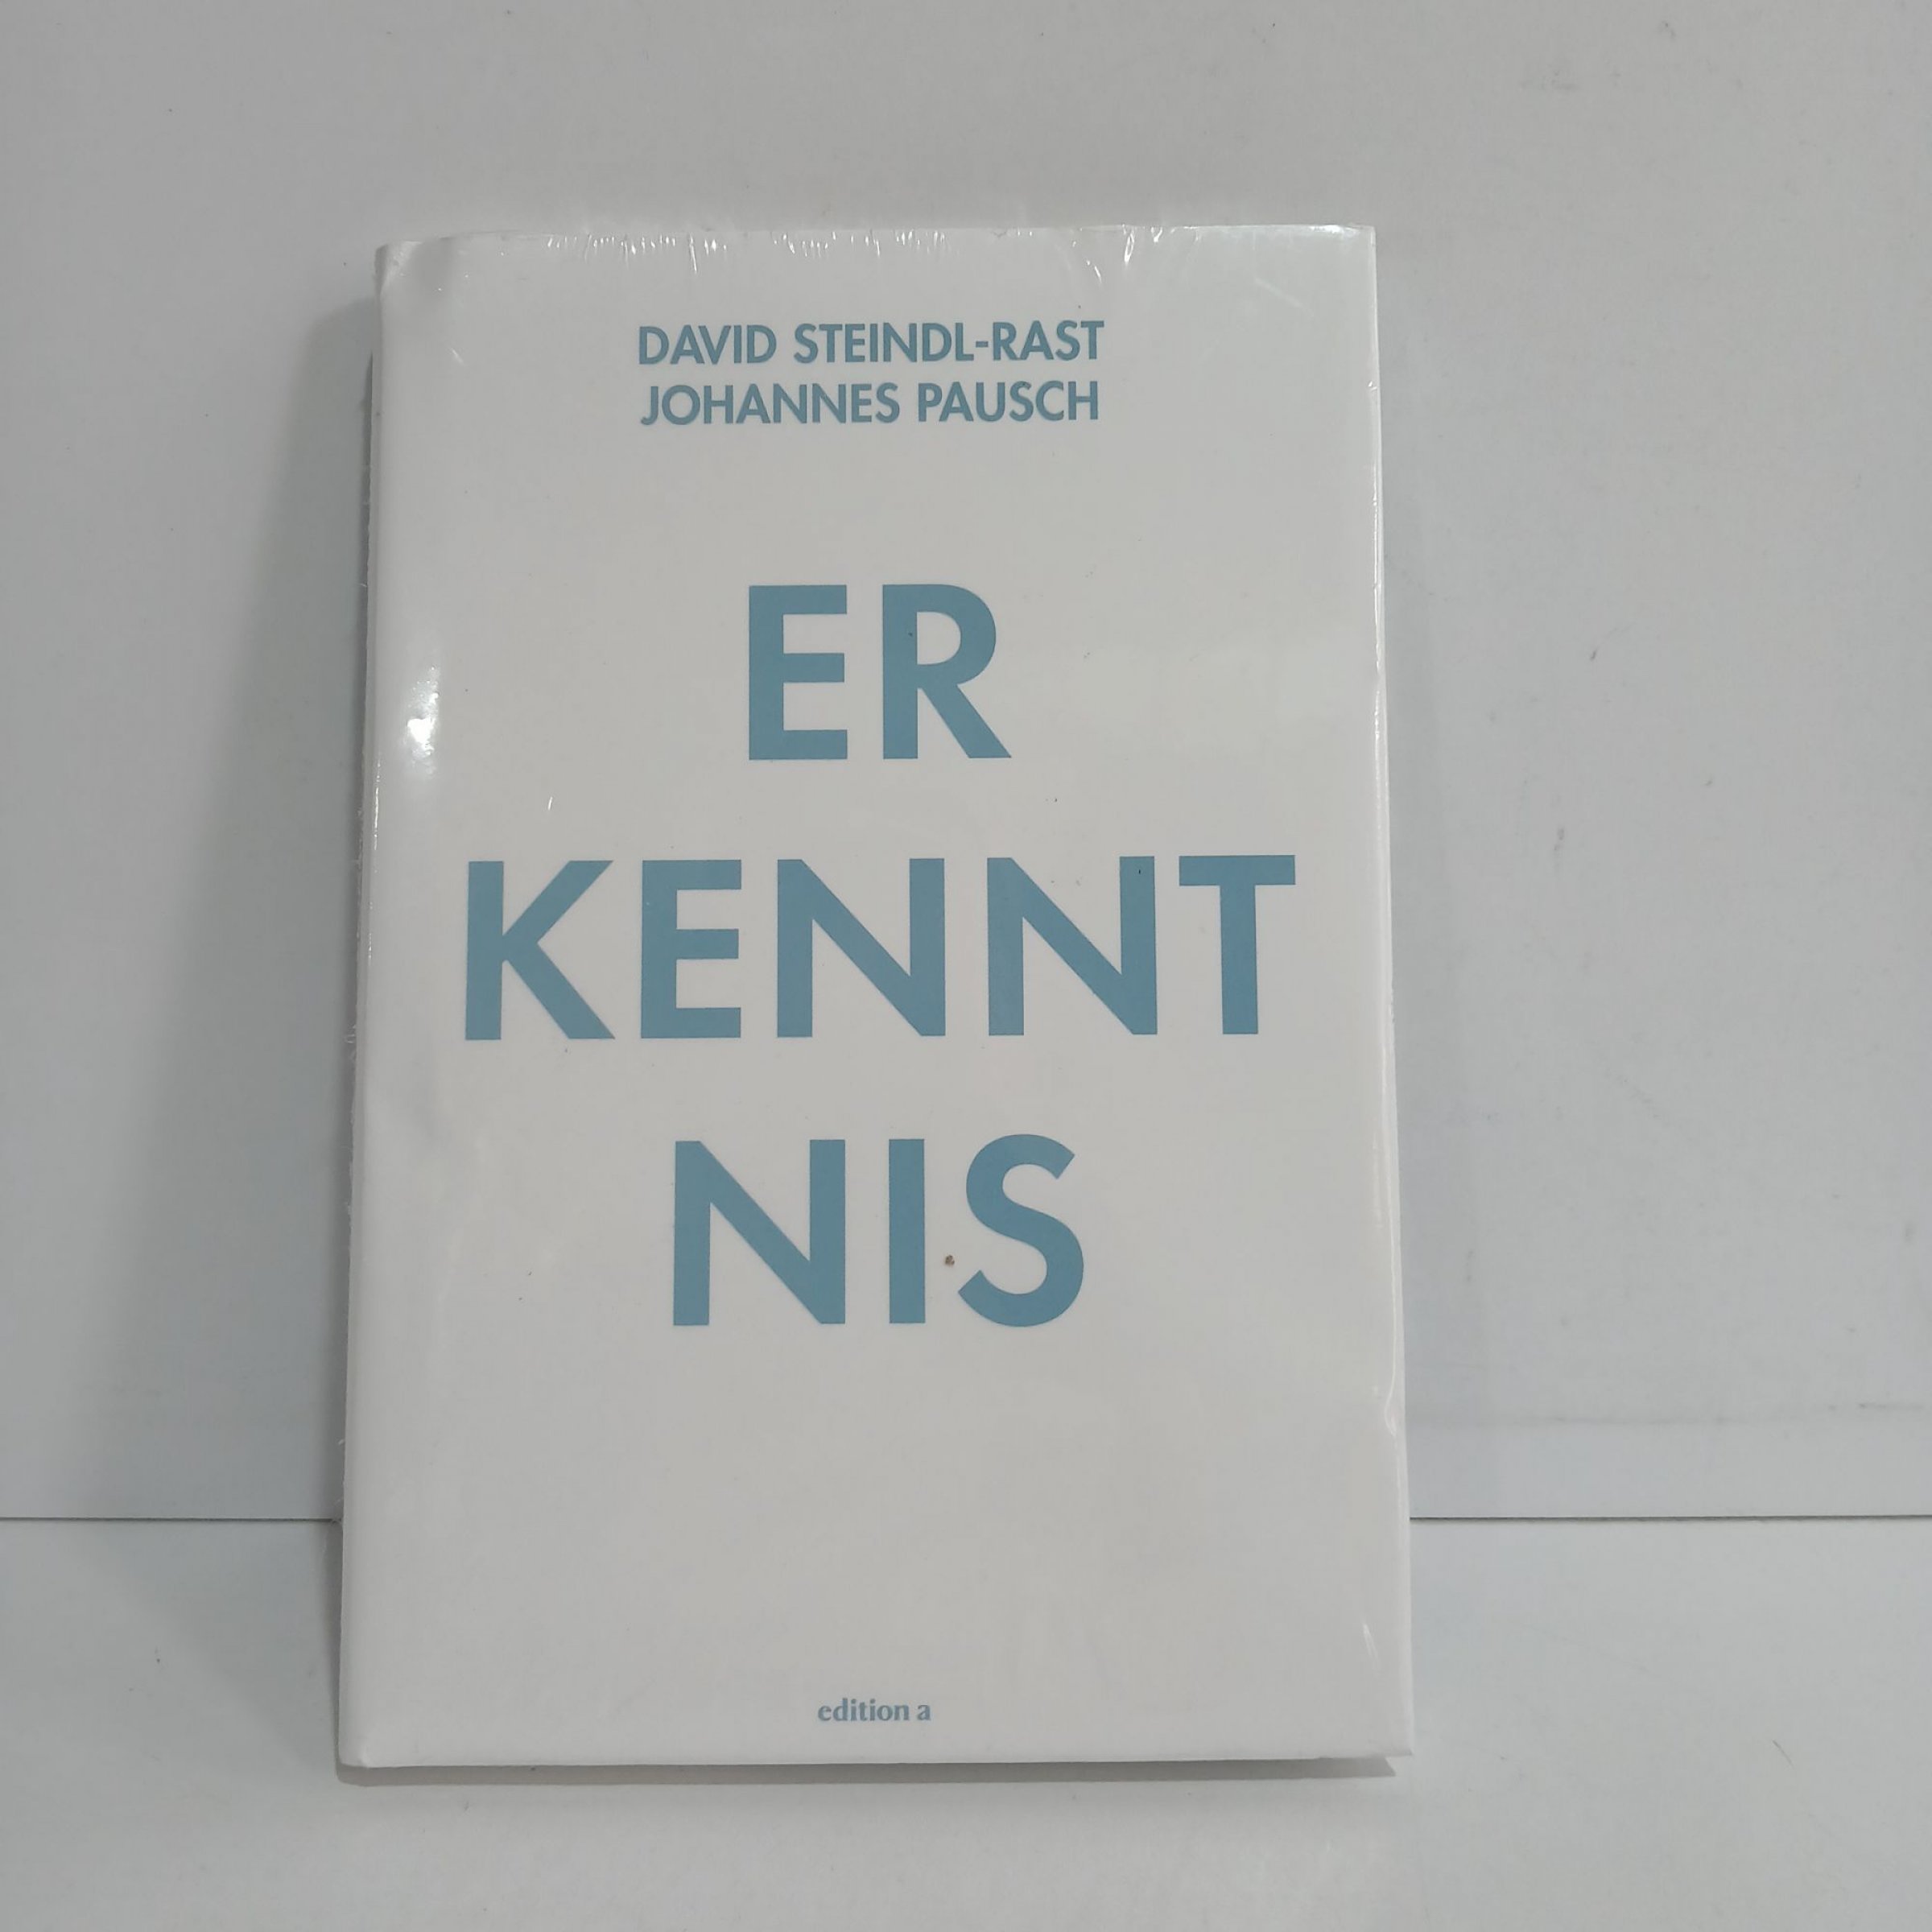 DAVID STEINDL-RAST
JOHANNES PAUSCH
ER
KENNT
NIS
edition a